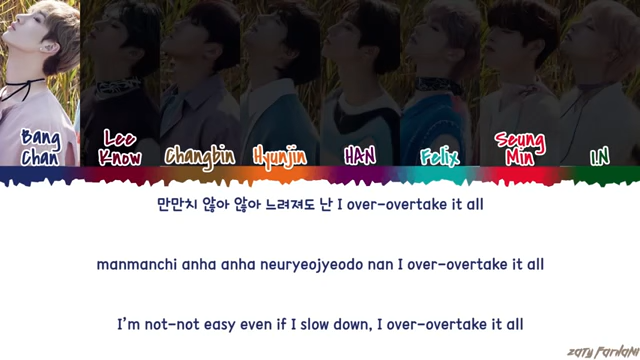 Bang Chan
Lee Know
Changbin
Hyunjin
HAN
Felix
Seung Min
I.N
만만치 않아 않아 느려져도 난 I over-overtake it all
manmanchi anha anha neuryeojyeodo nan I over-overtake it all
I'm not-not easy even if I slow down, I over-overtake it all
zaty farhani